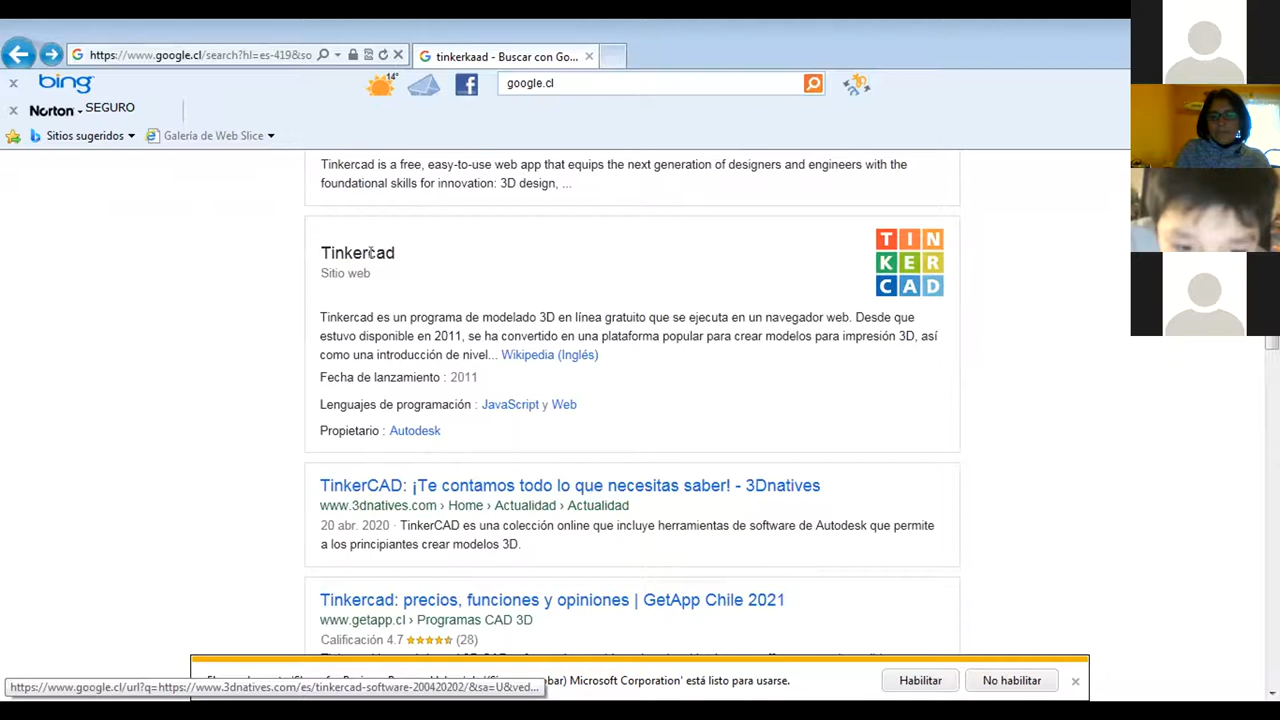 https://www.google.cl/search?hl=es-419&so
tinkerkaad - Buscar con Go...
bing
14°
google.cl
Norton SEGURO
Sitios sugeridos
Galería de Web Slice
Tinkercad is a free, easy-to-use web app that equips the next generation of designers and engineers with the
foundational skills for innovation: 3D design, ...
Tinkercad
Sitio web
TIN
KER
CAD
Tinkercad es un programa de modelado 3D en línea gratuito que se ejecuta en un navegador web. Desde que
estuvo disponible en 2011, se ha convertido en una plataforma popular para crear modelos para impresión 3D, así
como una introducción de nivel... Wikipedia (Inglés)
Fecha de lanzamiento : 2011
Lenguajes de programación : JavaScript y Web
Propietario : Autodesk
TinkerCAD: ¡Te contamos todo lo que necesitas saber! - 3Dnatives
www.3dnatives.com › Home › Actualidad › Actualidad
20 abr. 2020 · TinkerCAD es una colección online que incluye herramientas de software de Autodesk que permite
a los principiantes crear modelos 3D.
Tinkercad: precios, funciones y opiniones | GetApp Chile 2021
www.getapp.cl › Programas CAD 3D
Calificación 4.7 (28)
obar) Microsoft Corporation' está listo para usarse.
Habilitar
No habilitar
https://www.google.cl/url?q=https://www.3dnatives.com/es/tinkercad-software-200420202/&sa=U&ved...